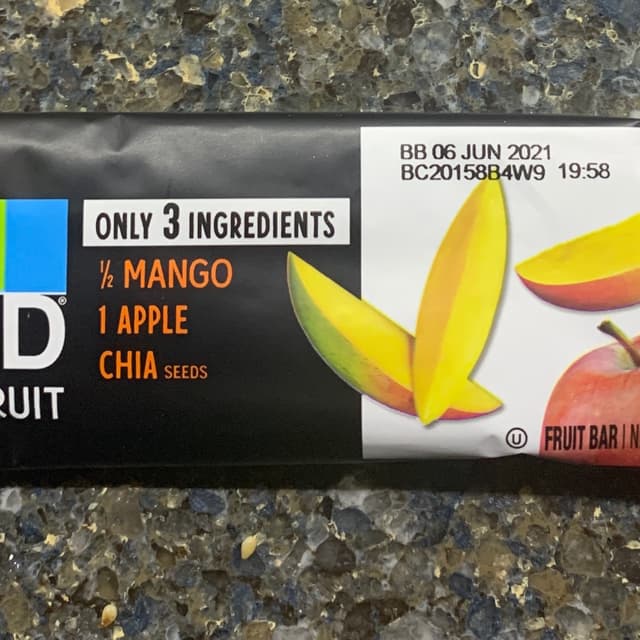 BB 06 JUN 2021
BC20158B4W9 19:58
ONLY 3 INGREDIENTS
½ MANGO
1 APPLE
CHIA SEEDS
D®
RUIT
U
FRUIT BAR | N